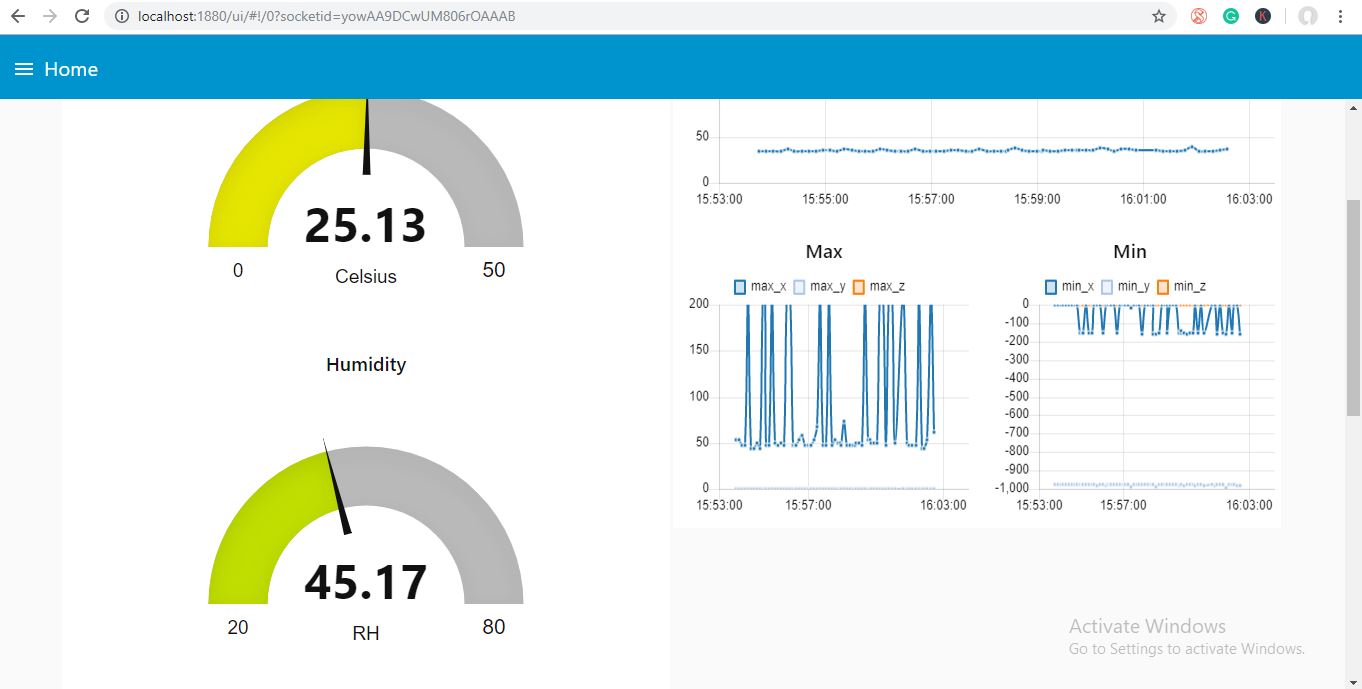 localhost:1880/ui/#!/0?socketid=yowAA9DCwUM806rOAAAB
Home
25.13
0 Celsius 50
Humidity
45.17
20 RH 80
50
0
15:53:00 15:55:00 15:57:00 15:59:00 16:01:00 16:03:00
Max
max_x max_y max_z
200
150
100
50
0
15:53:00 15:57:00 16:03:00
Min
min_x min_y min_z
0
-100
-200
-300
-400
-500
-600
-700
-800
-900
-1,000
15:53:00 15:57:00 16:03:00
Activate Windows
Go to Settings to activate Windows.